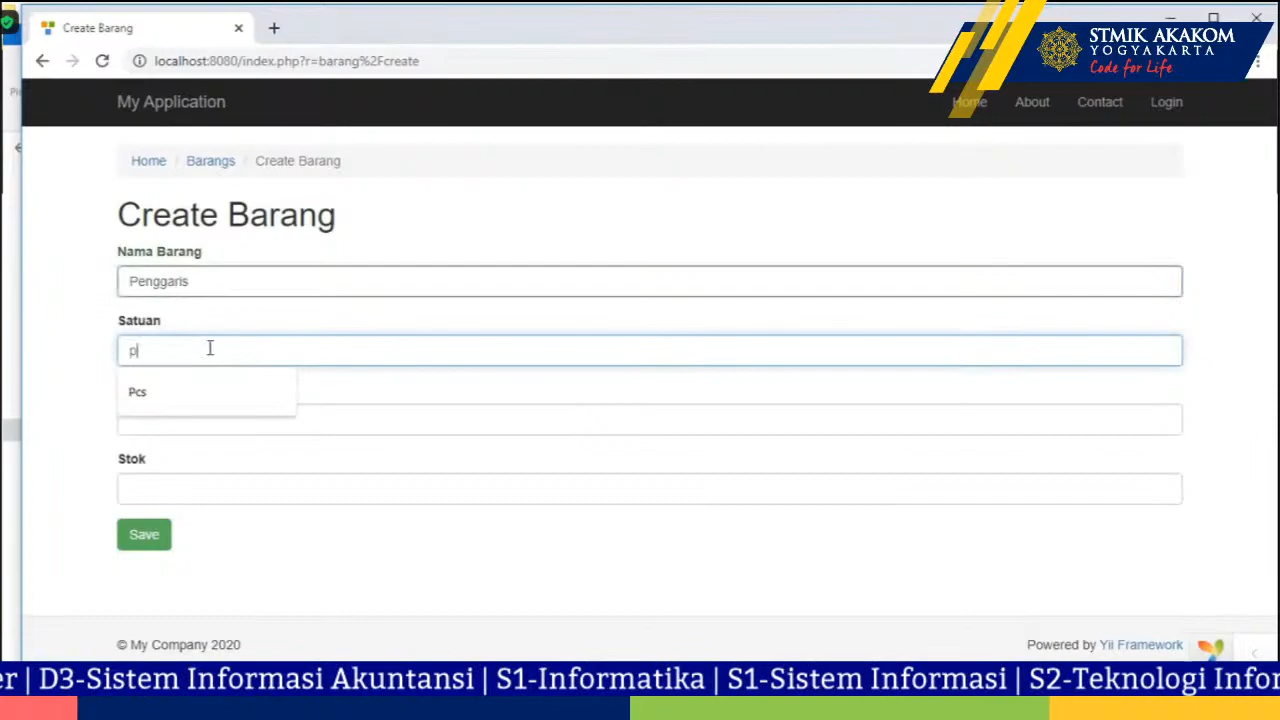 Create Barang
STMIK AKAKOM
YOGYAKARTA
Code for Life
localhost:8080/index.php?r=barang%2Fcreate
My Application
Home About Contact Login
Home / Barangs / Create Barang
Create Barang
Nama Barang
Penggaris
Satuan
p
Pcs
Stok
Save
© My Company 2020
Powered by Yii Framework
er | D3-Sistem Informasi Akuntansi | S1-Informatika | S1-Sistem Informasi | S2-Teknologi Infor